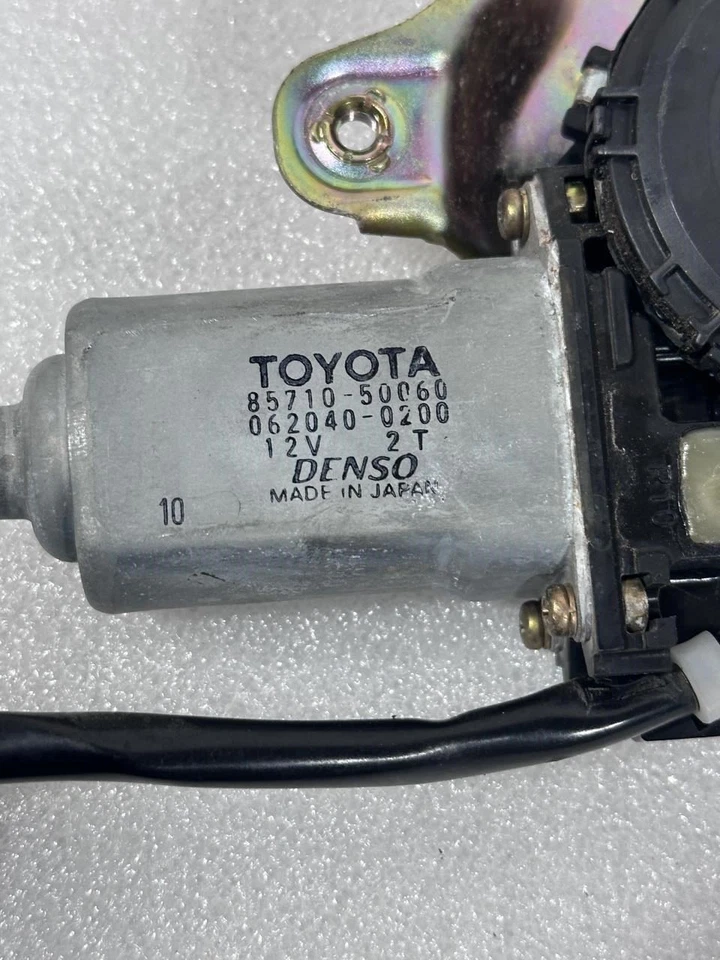 TOYOTA
85710-50060
062040-0200
12V 2T
DENSO
MADE IN JAPAN
10